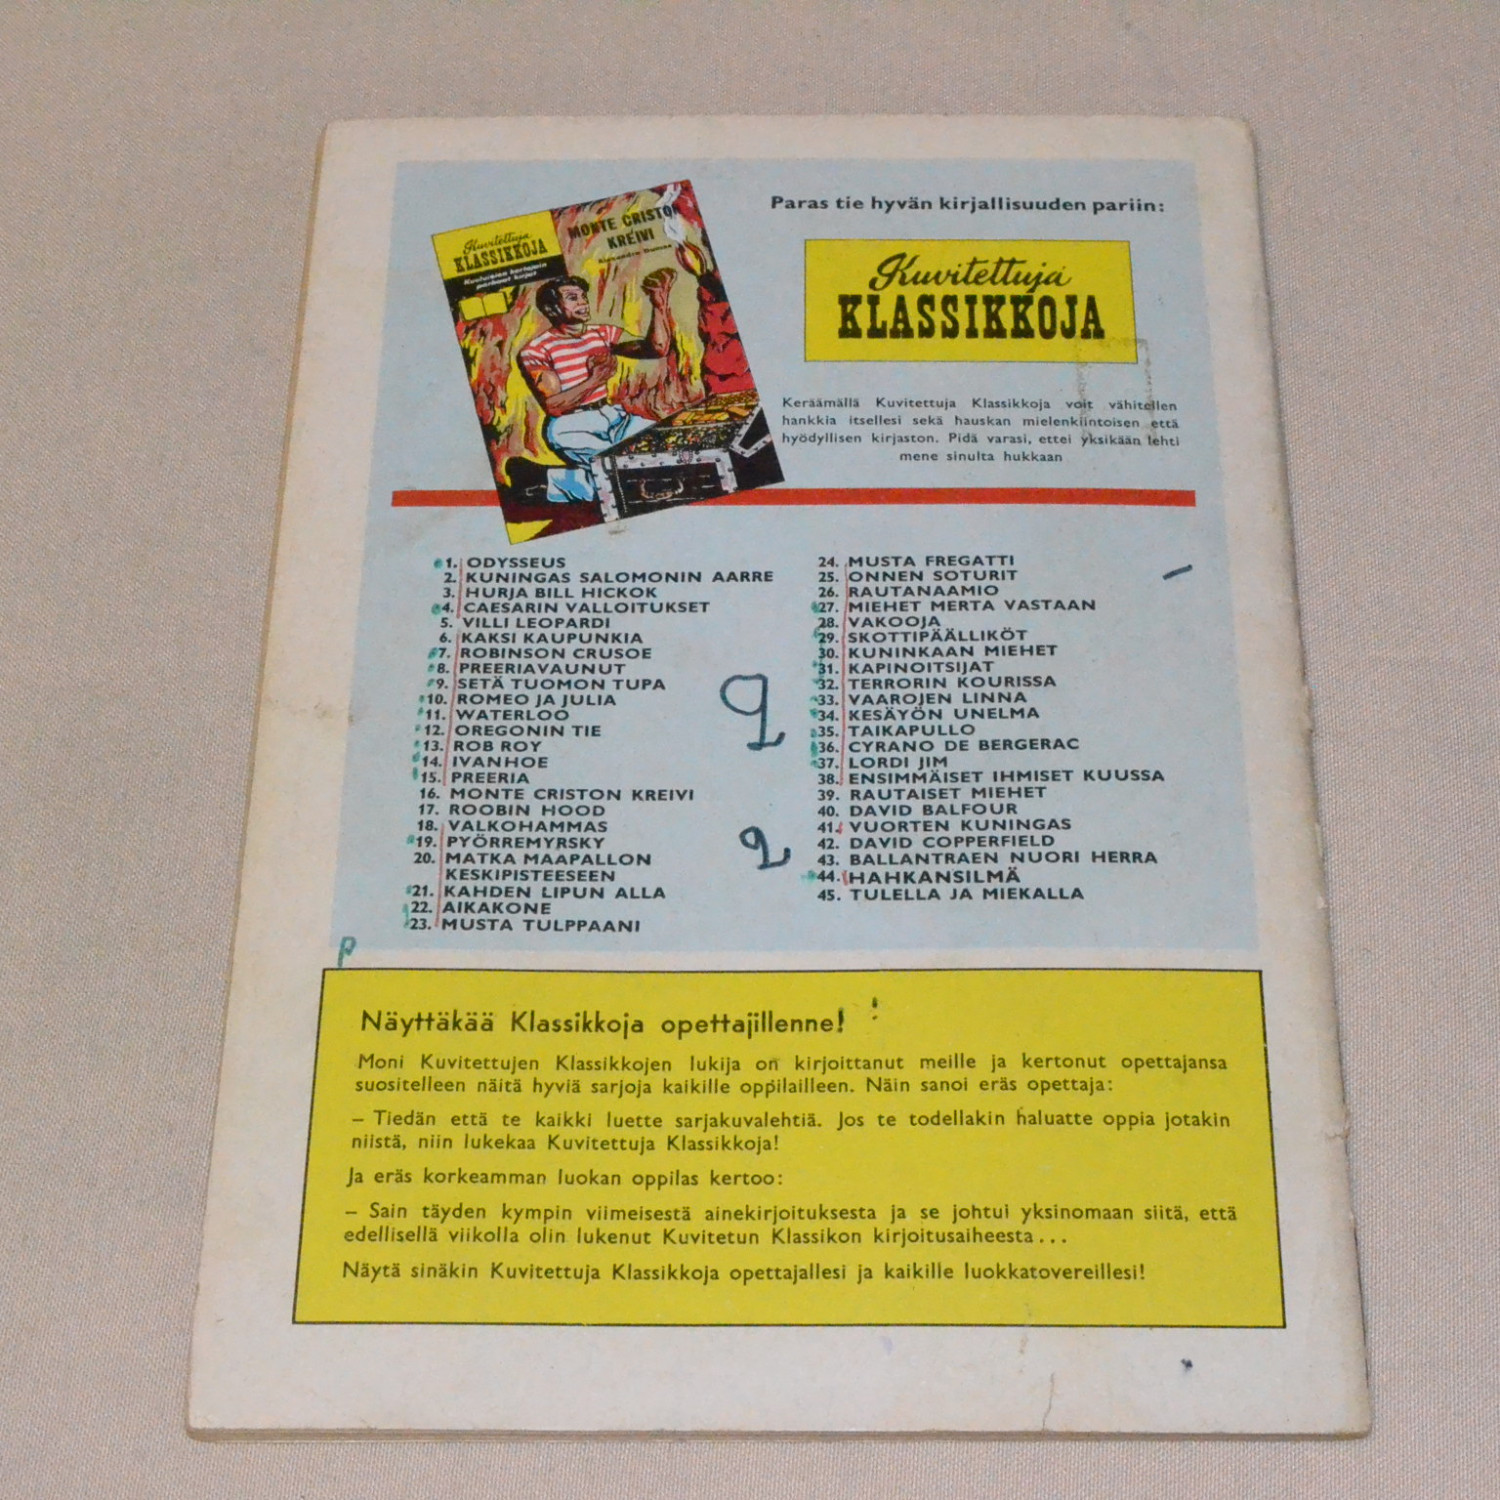 Kuvitettuja
KLASSIKKOJA
MONTE CRISTON
KREIVI
Alexandre Dumas
Paras tie hyvän kirjallisuuden pariin:
Kuvitettuja
KLASSIKKOJA
Keräämällä Kuvitettuja Klassikkoja voit vähitellen
hankkia itsellesi sekä hauskan mielenkiintoisen että
hyödyllisen kirjaston. Pidä varasi, ettei yksikään lehti
mene sinulta hukkaan
1. ODYSSEUS
2. KUNINGAS SALOMONIN AARRE
3. HURJA BILL HICKOK
4. CAESARIN VALLOITUKSET
5. VILLI LEOPARDI
6. KAKSI KAUPUNKIA
7. ROBINSON CRUSOE
8. PREERIAVAUNUT
9. SETÄ TUOMON TUPA
10. ROMEO JA JULIA
11. WATERLOO
12. OREGONIN TIE
13. ROB ROY
14. IVANHOE
15. PREERIA
16. MONTE CRISTON KREIVI
17. ROOBIN HOOD
18. VALKOHAMMAS
19. PYÖRREMYRSKY
20. MATKA MAAPALLON
KESKIPISTEESEEN
21. KAHDEN LIPUN ALLA
22. AIKAKONE
23. MUSTA TULPPAANI
24. MUSTA FREGATTI
25. ONNEN SOTURIT
26. RAUTANAAMIO
27. MIEHET MERTA VASTAAN
28. VAKOOJA
29. SKOTTIPÄÄLLIKÖT
30. KUNINKAAN MIEHET
31. KAPINOITSIJAT
32. TERRORIN KOURISSA
33. VAAROJEN LINNA
34. KESÄYÖN UNELMA
35. TAIKAPULLO
36. CYRANO DE BERGERAC
37. LORDI JIM
38. ENSIMMÄISET IHMISET KUUSSA
39. RAUTAISET MIEHET
40. DAVID BALFOUR
41. VUORTEN KUNINGAS
42. DAVID COPPERFIELD
43. BALLANTRAEN NUORI HERRA
44. HAHKANSILMÄ
45. TULELLA JA MIEKALLA
Näyttäkää Klassikkoja opettajillenne!
Moni Kuvitettujen Klassikkojen lukija on kirjoittanut meille ja kertonut opettajansa
suositelleen näitä hyviä sarjoja kaikille oppilailleen. Näin sanoi eräs opettaja:
– Tiedän että te kaikki luette sarjakuvalehtiä. Jos te todellakin haluatte oppia jotakin
niistä, niin lukekaa Kuvitettuja Klassikkoja!
Ja eräs korkeamman luokan oppilas kertoo:
– Sain täyden kympin viimeisestä ainekirjoituksesta ja se johtui yksinomaan siitä, että
edellisellä viikolla olin lukenut Kuvitetun Klassikon kirjoitusaiheesta...
Näytä sinäkin Kuvitettuja Klassikkoja opettajallesi ja kaikille luokkatovereillesi!